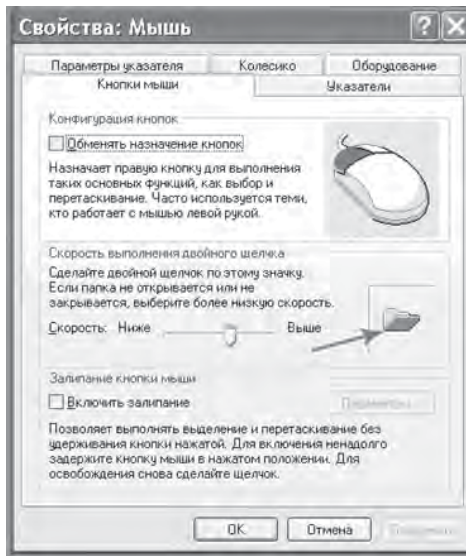 Свойства: Мышь
Параметры указателя Колесико Оборудование
Кнопки мыши Указатели
Конфигурация кнопок
Обменять назначение кнопок
Назначает правую кнопку для выполнения
таких основных функций, как выбор и
перетаскивание. Часто используется теми,
кто работает с мышью левой рукой.
Скорость выполнения двойного щелчка
Сделайте двойной щелчок по этому значку.
Если папка не открывается или не
закрывается, выберите более низкую скорость.
Скорость: Ниже Выше
Залипание кнопки мыши
Включить залипание
Параметры...
Позволяет выполнять выделение и перетаскивание без
удерживания кнопки нажатой. Для включения ненадолго
задержите кнопку мыши в нажатом положении. Для
освобождения снова сделайте щелчок.
OK Отмена